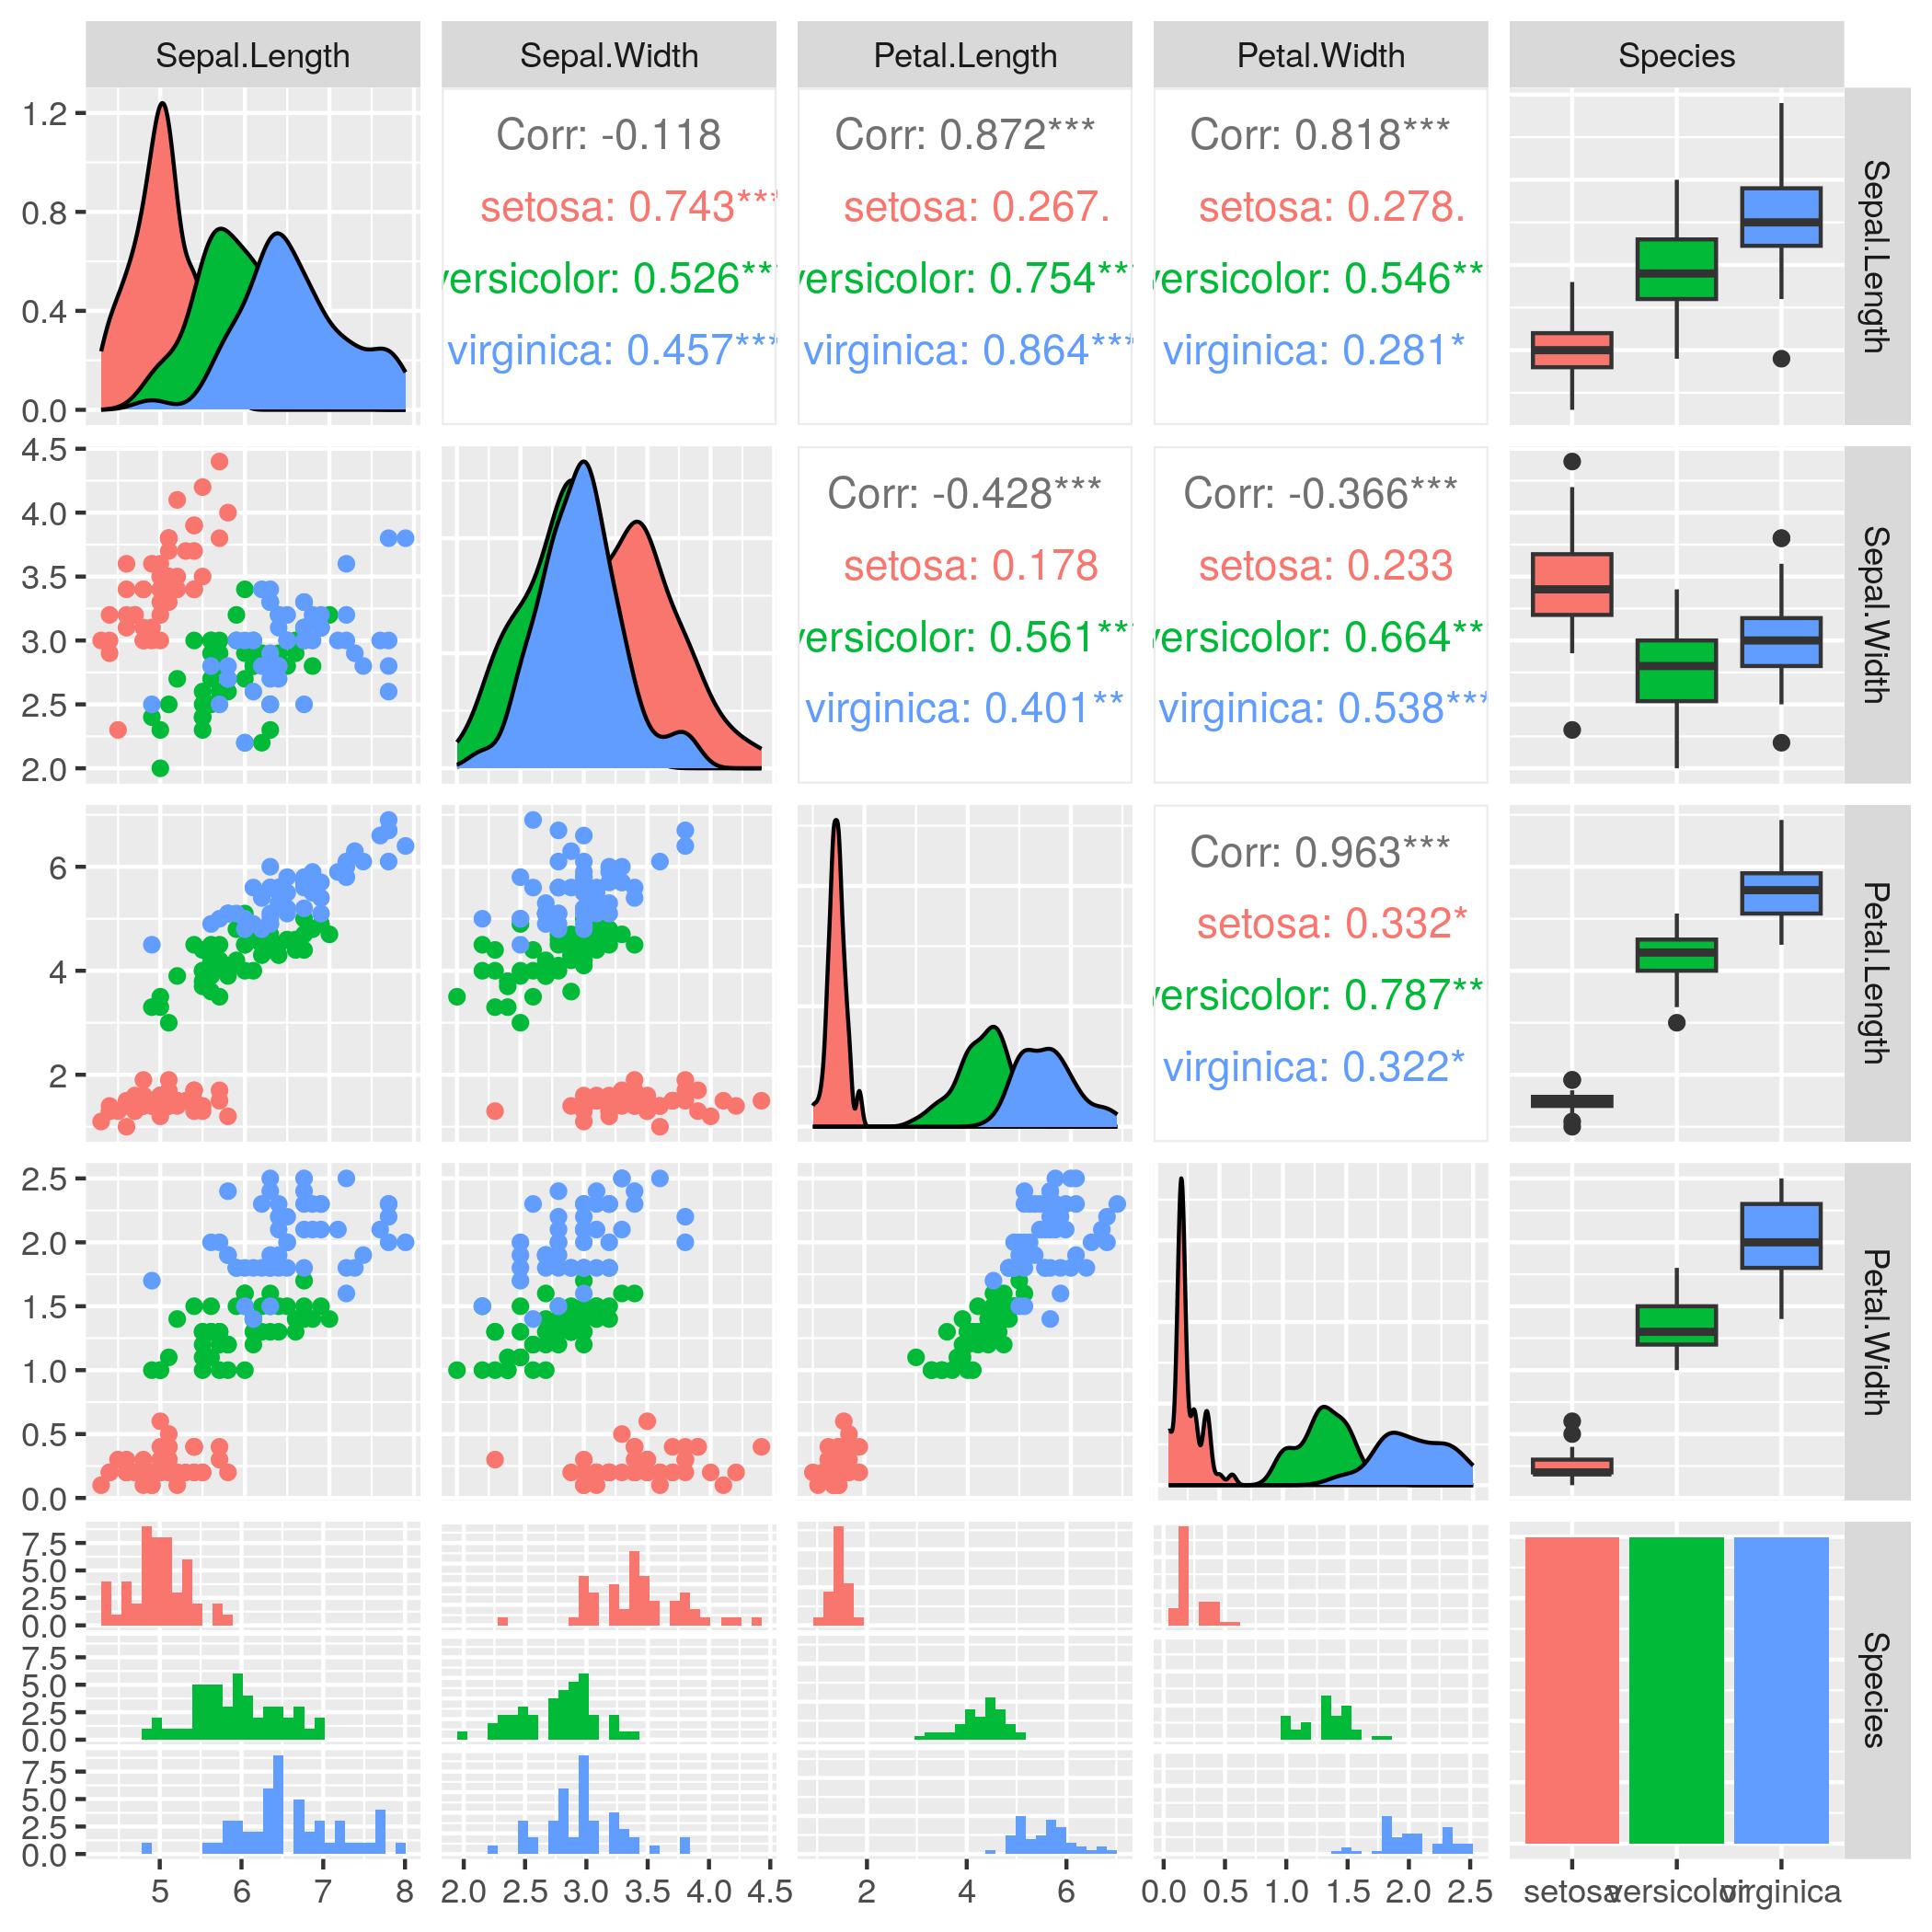 Sepal.Length Sepal.Width Petal.Length Petal.Width Species
1.2
0.8
0.4
0.0
Corr: -0.118
setosa: 0.743***
versicolor: 0.526***
virginica: 0.457***
Corr: 0.872***
setosa: 0.267.
versicolor: 0.754***
virginica: 0.864***
Corr: 0.818***
setosa: 0.278.
versicolor: 0.546***
virginica: 0.281*
Sepal.Length
4.5
4.0
3.5
3.0
2.5
2.0
Corr: -0.428***
setosa: 0.178
versicolor: 0.561***
virginica: 0.401**
Corr: -0.366***
setosa: 0.233
versicolor: 0.664***
virginica: 0.538***
Sepal.Width
6
4
2
Corr: 0.963***
setosa: 0.332*
versicolor: 0.787***
virginica: 0.322*
Petal.Length
2.5
2.0
1.5
1.0
0.5
0.0
Petal.Width
7.5
5.0
2.5
0.0
7.5
5.0
2.5
0.0
7.5
5.0
2.5
0.0
Species
5 6 7 8
2.0 2.5 3.0 3.5 4.0 4.5
2 4 6
0.0 0.5 1.0 1.5 2.0 2.5
setosa versicolor virginica